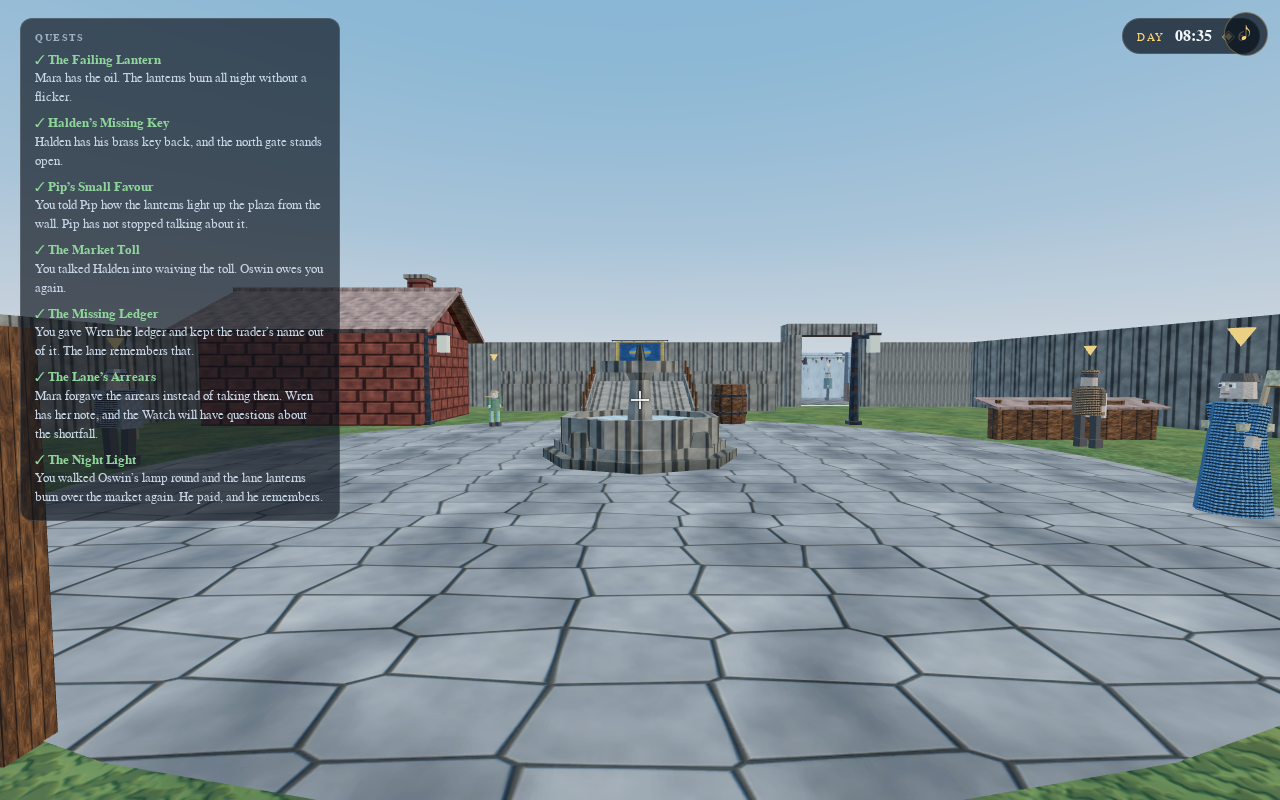 QUESTS
✓ The Failing Lantern
Mara has the oil. The lanterns burn all night without a
flicker.
✓ Halden’s Missing Key
Halden has his brass key back, and the north gate stands
open.
✓ Pip’s Small Favour
You told Pip how the lanterns light up the plaza from the
wall. Pip has not stopped talking about it.
✓ The Market Toll
You talked Halden into waiving the toll. Oswin owes you
again.
✓ The Missing Ledger
You gave Wren the ledger and kept the trader’s name out
of it. The lane remembers that.
✓ The Lane’s Arrears
Mara forgave the arrears instead of taking them. Wren
has her note, and the Watch will have questions about
the shortfall.
✓ The Night Light
You walked Oswin’s lamp round and the lane lanterns
burn over the market again. He paid, and he remembers.
DAY 08:35